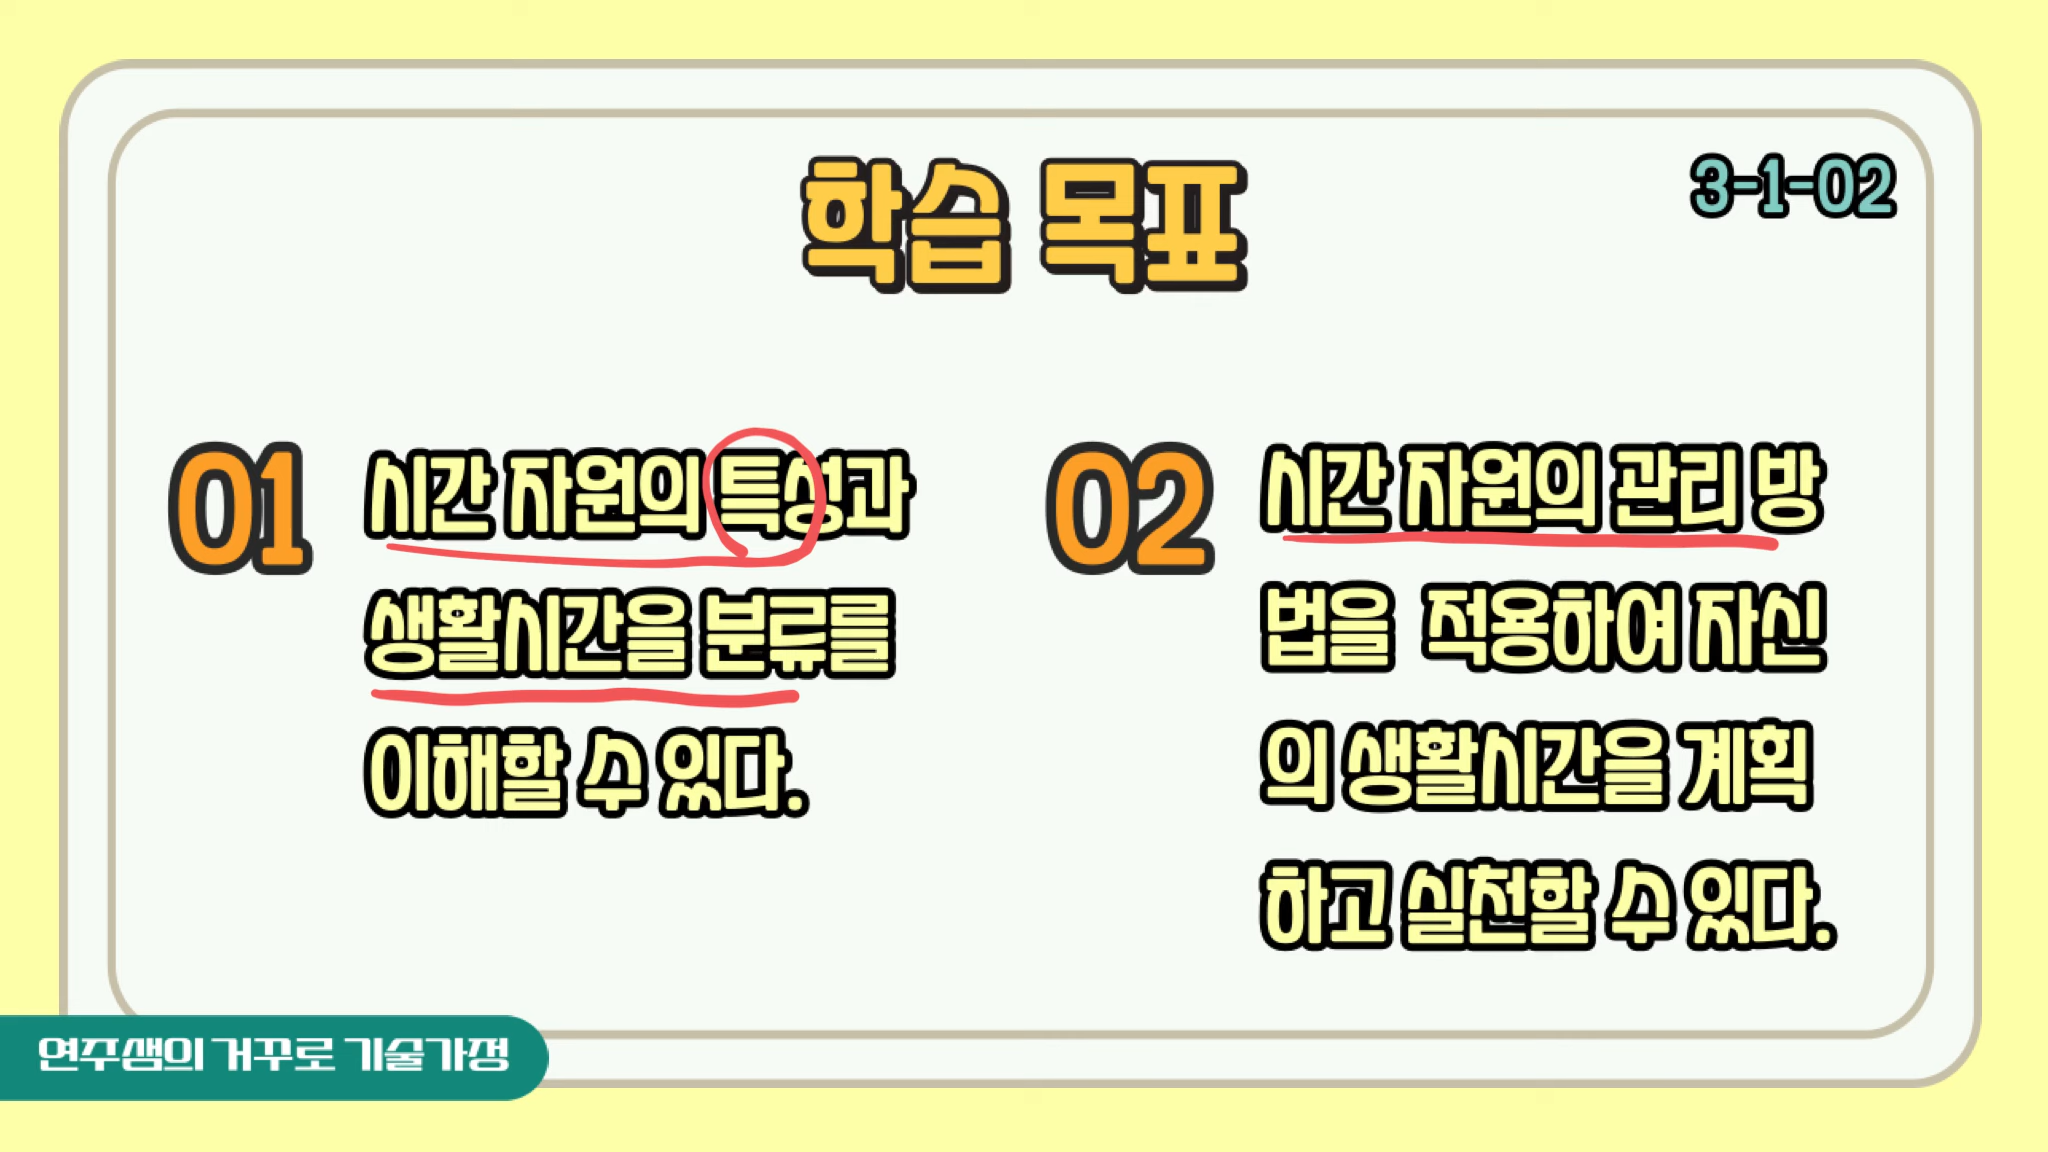 학습 목표
3-1-02
01
시간 자원의 특성과
생활시간을 분류를
이해할 수 있다.
02
시간 자원의 관리 방
법을 적용하여 자신
의 생활시간을 계획
하고 실천할 수 있다.
연주샘의 거꾸로 기술가정